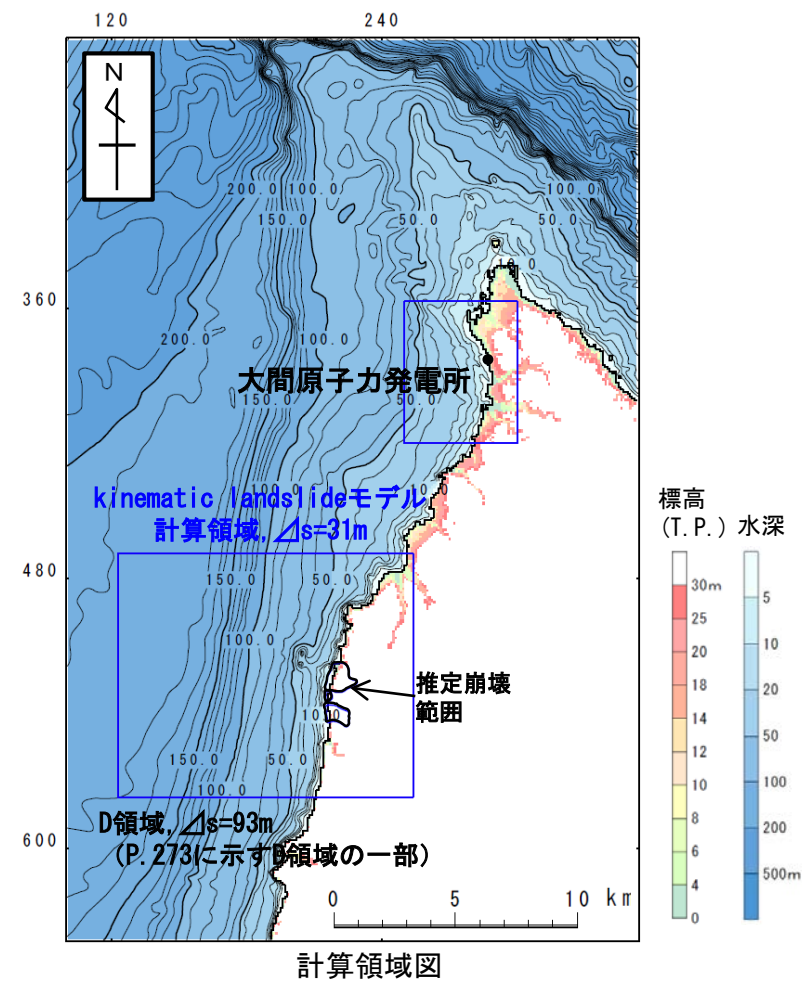 120 240
N
200.0 100.0 100.0
150.0 50.0 50.0
10.0
360
200.0 100.0
大間原子力発電所
150.0 50.0
100.0 10.0
kinematic landslideモデル
計算領域,⊿s=31m
標高
(T.P.) 水深
480
150.0 50.0
30m
5
25
10
20
100.0
18
20
推定崩壊
範囲
14
10.0
50
12
150.0 50.0
10
100
100.0
8
D領域,⊿s=93m
200
6
(P.273に示すD領域の一部)
600
4
500m
0
0 5 10 km
計算領域図